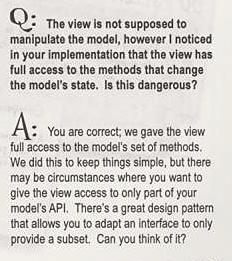 Q: The view is not supposed to
manipulate the model, however I noticed
in your implementation that the view has
full access to the methods that change
the model's state. Is this dangerous?
A: You are correct; we gave the view
full access to the model's set of methods.
We did this to keep things simple, but there
may be circumstances where you want to
give the view access to only part of your
model's API. There's a great design pattern
that allows you to adapt an interface to only
provide a subset. Can you think of it?